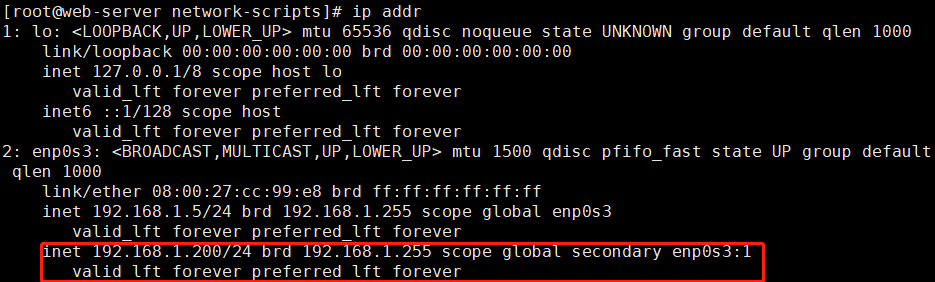 [root@web-server network-scripts]# ip addr
1: lo: <LOOPBACK,UP,LOWER_UP> mtu 65536 qdisc noqueue state UNKNOWN group default qlen 1000
link/loopback 00:00:00:00:00:00 brd 00:00:00:00:00:00
inet 127.0.0.1/8 scope host lo
valid_lft forever preferred_lft forever
inet6 ::1/128 scope host
valid_lft forever preferred_lft forever
2: enp0s3: <BROADCAST,MULTICAST,UP,LOWER_UP> mtu 1500 qdisc pfifo_fast state UP group default
qlen 1000
link/ether 08:00:27:cc:99:e8 brd ff:ff:ff:ff:ff:ff
inet 192.168.1.5/24 brd 192.168.1.255 scope global enp0s3
valid_lft forever preferred_lft forever
inet 192.168.1.200/24 brd 192.168.1.255 scope global secondary enp0s3:1
valid_lft forever preferred_lft forever